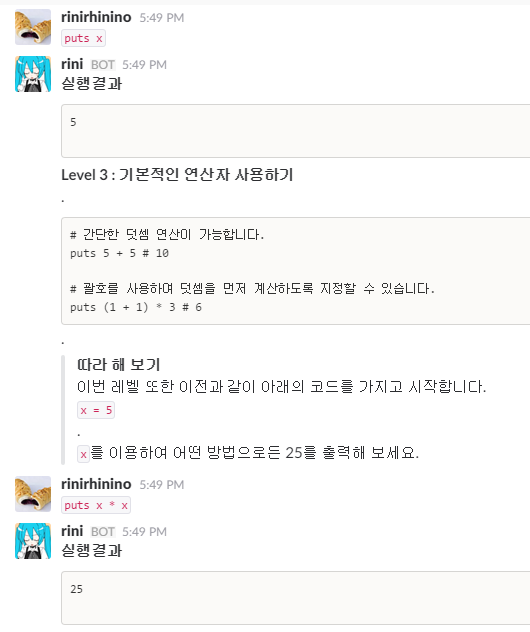 rinirhinino 5:49 PM
puts x
rini BOT 5:49 PM
실행결과
5
Level 3 : 기본적인 연산자 사용하기
.
# 간단한 덧셈 연산이 가능합니다.
puts 5 + 5 # 10
# 괄호를 사용하며 덧셈을 먼저 계산하도록 지정할 수 있습니다.
puts (1 + 1) * 3 # 6
.
따라 해 보기
이번 레벨 또한 이전과 같이 아래의 코드를 가지고 시작합니다.
x = 5
.
x를 이용하여 어떤 방법으로든 25를 출력해 보세요.
rinirhinino 5:49 PM
puts x * x
rini BOT 5:49 PM
실행결과
25